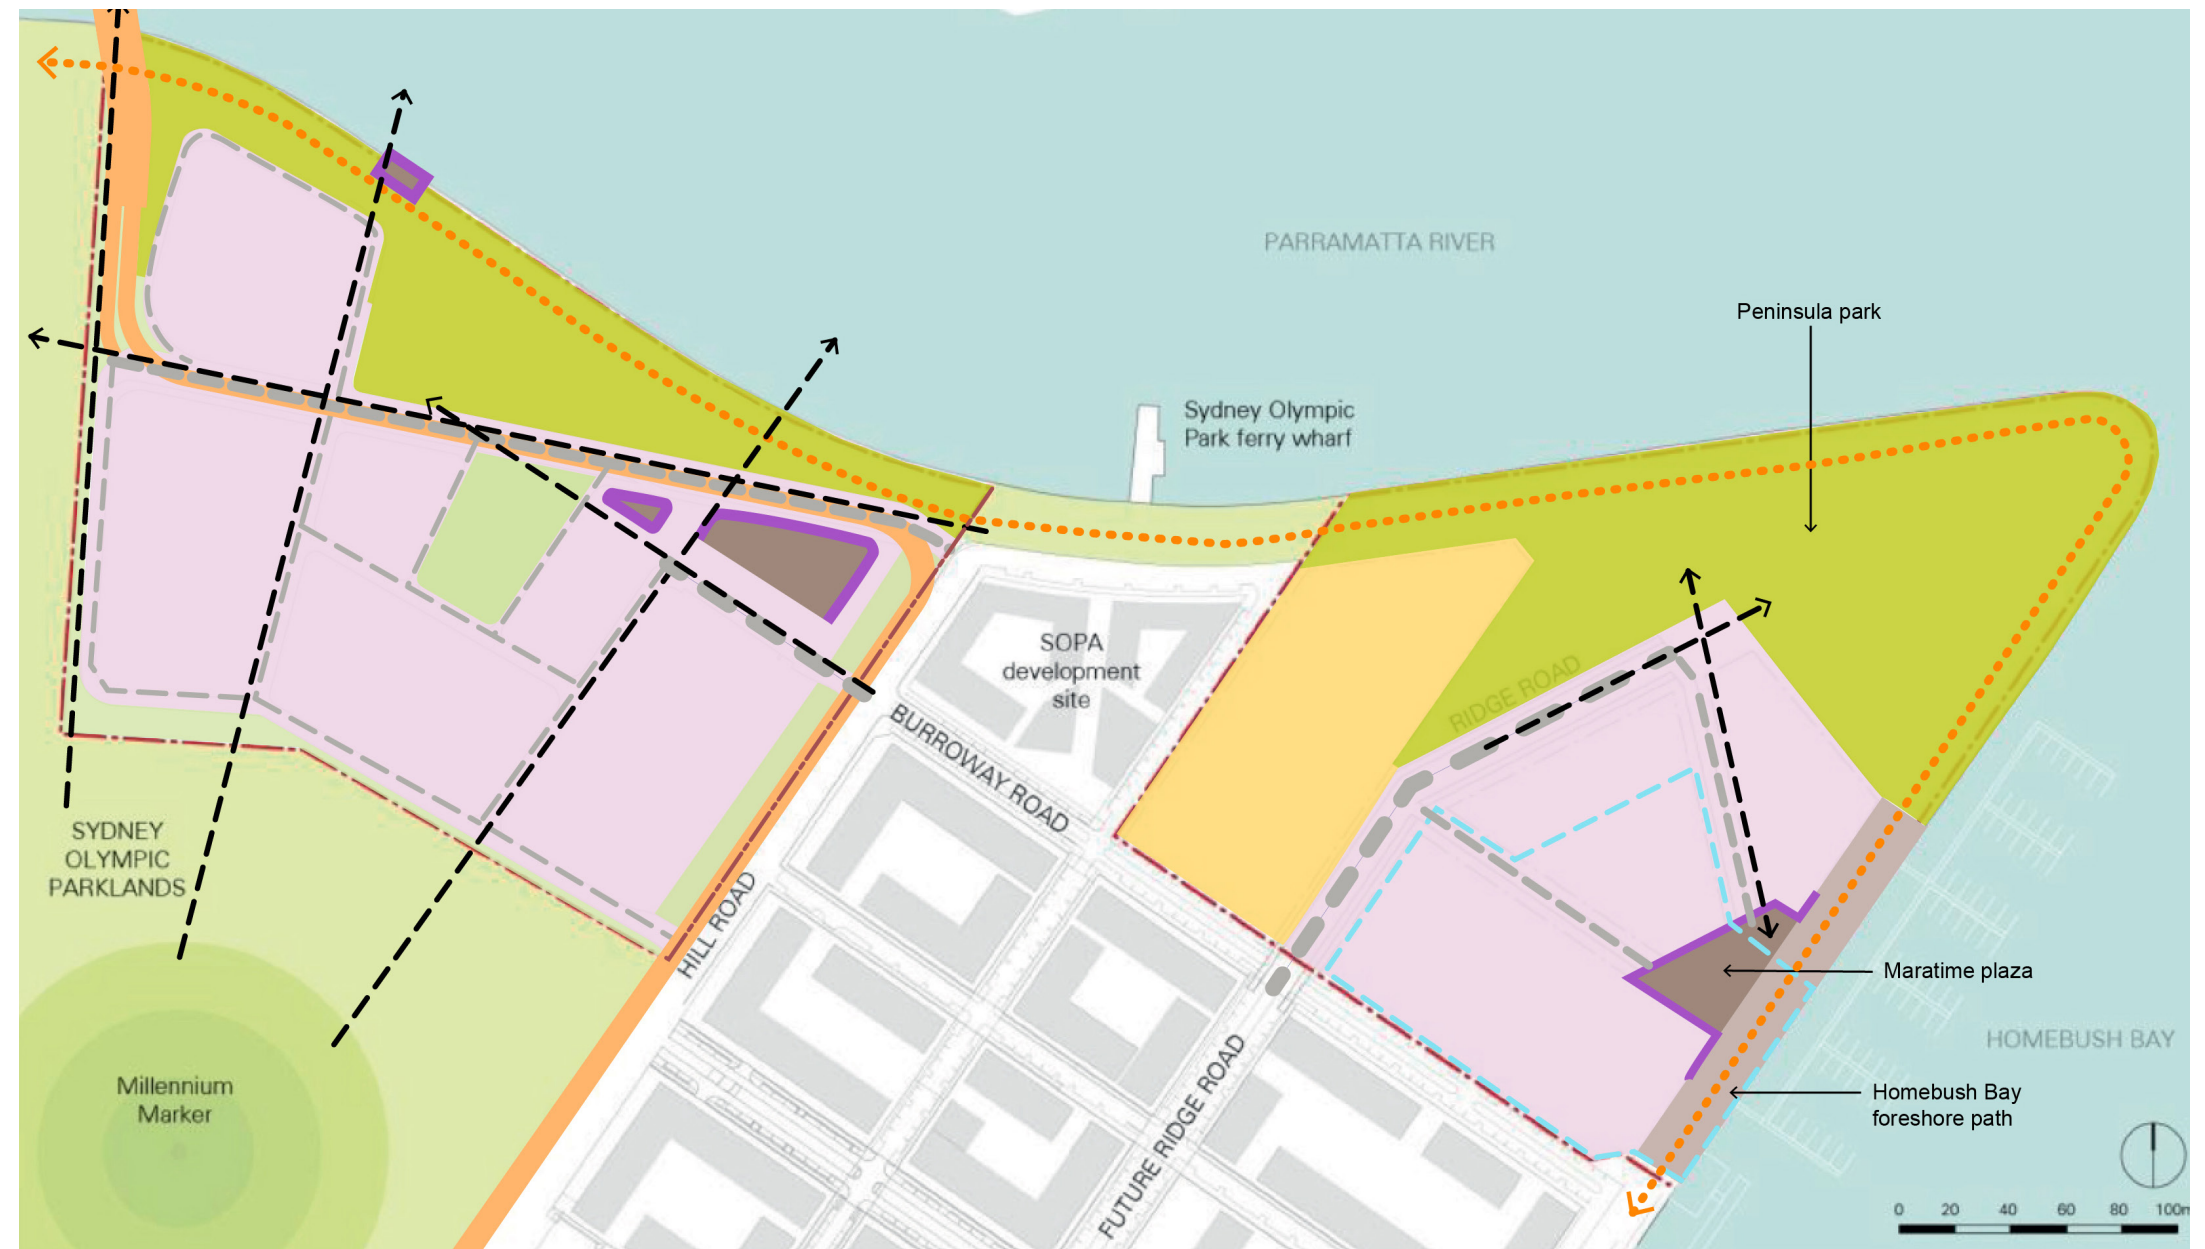 PARRAMATTA RIVER
Peninsula park
Sydney Olympic
Park ferry wharf
SOPA
development
site
RIDGE ROAD
BURROWAY ROAD
SYDNEY
OLYMPIC
PARKLANDS
HILL ROAD
Maratime plaza
HOMEBUSH BAY
Millennium
Marker
FUTURE RIDGE ROAD
Homebush Bay
foreshore path
0 20 40 60 80 100m